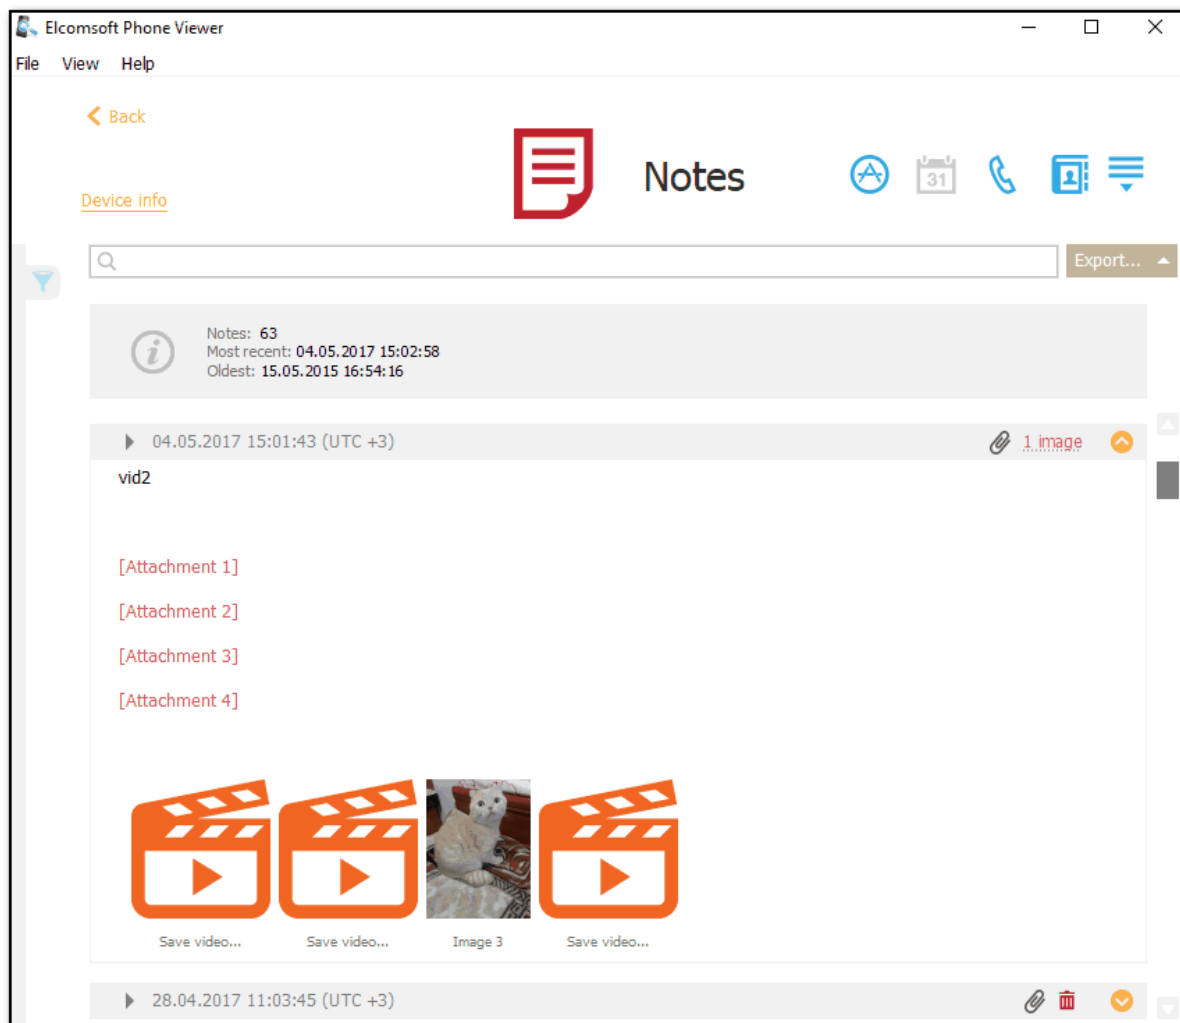 Elcomsoft Phone Viewer
File View Help
Back
Notes
31
Device info
Export...
Notes: 63
Most recent: 04.05.2017 15:02:58
Oldest: 15.05.2015 16:54:16
04.05.2017 15:01:43 (UTC +3)
1 image
vid2
[Attachment 1]
[Attachment 2]
[Attachment 3]
[Attachment 4]
Save video...
Save video...
Image 3
Save video...
28.04.2017 11:03:45 (UTC +3)